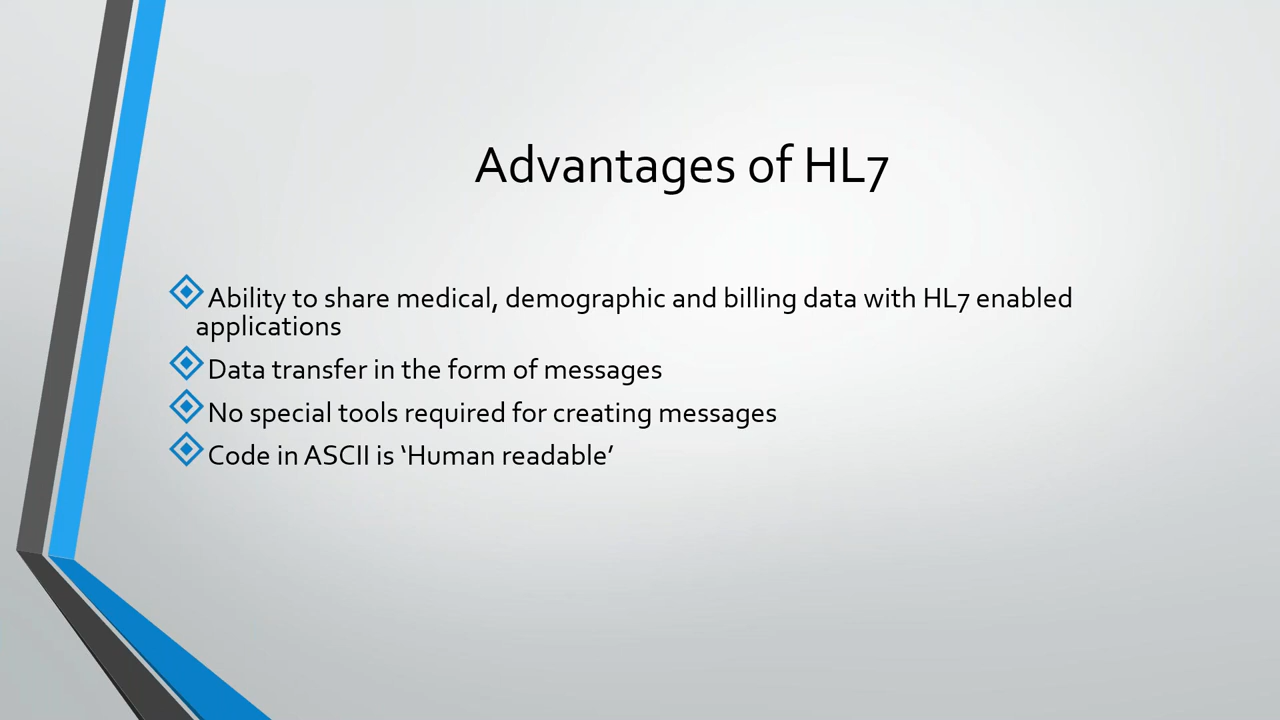 Advantages of HL7
Ability to share medical, demographic and billing data with HL7 enabled
applications
Data transfer in the form of messages
No special tools required for creating messages
Code in ASCII is ‘Human readable’